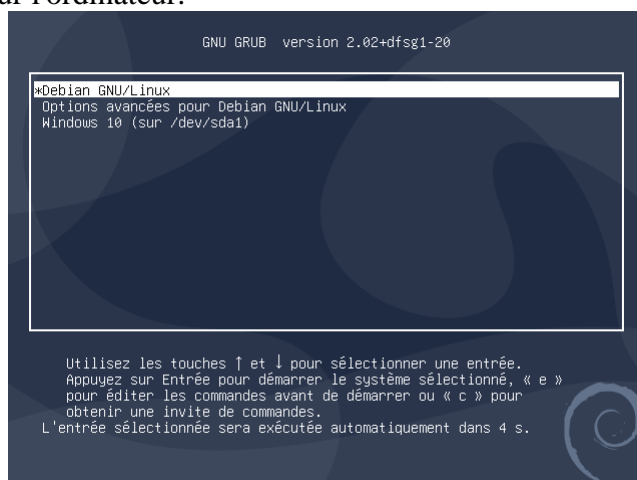 ur l'ordinateur.
GNU GRUB version 2.02+dfsg1-20
*Debian GNU/Linux
Options avancées pour Debian GNU/Linux
Windows 10 (sur /dev/sda1)
Utilisez les touches ↑ et ↓ pour sélectionner une entrée.
Appuyez sur Entrée pour démarrer le système sélectionné, « e »
pour éditer les commandes avant de démarrer ou « c » pour
obtenir une invite de commandes.
L'entrée sélectionnée sera exécutée automatiquement dans 4 s.